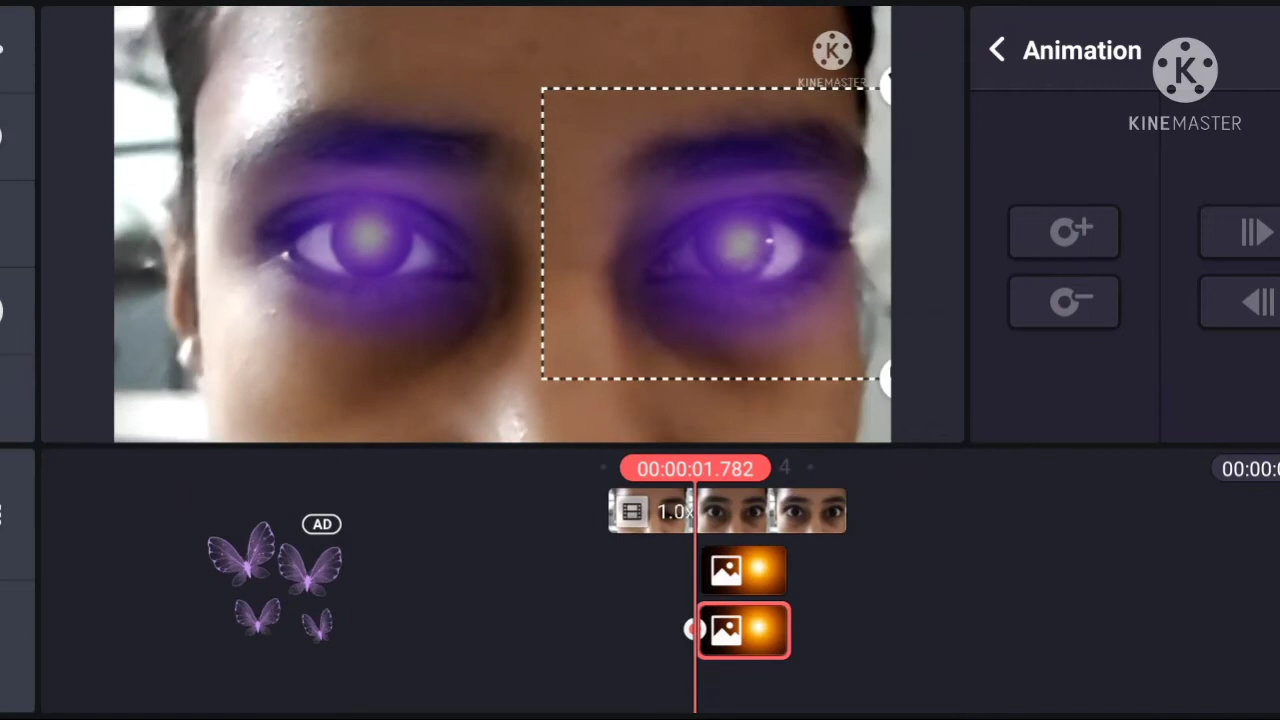 K
KINEMASTER
Animation
K
KINEMASTER
00:00:01.782
4
00:00:0
1.0x
AD